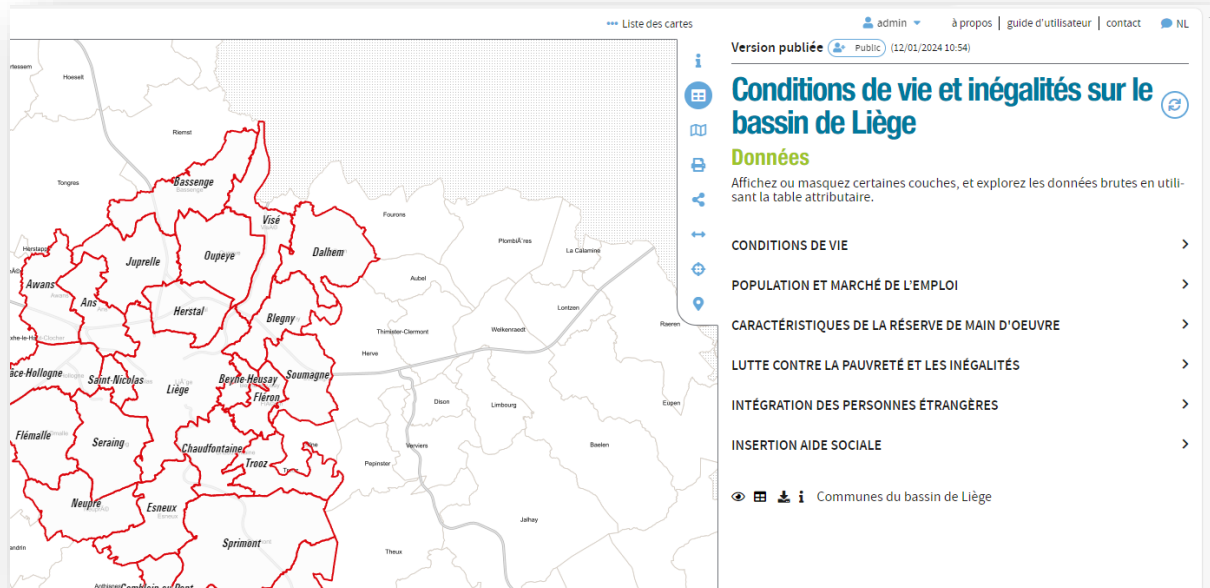 Liste des cartes
admin
à propos | guide d'utilisateur | contact
NL
Version publiée Public (12/01/2024 10:54)
Conditions de vie et inégalités sur le
bassin de Liège
Données
Affichez ou masquez certaines couches, et explorez les données brutes en utili-
sant la table attributaire.
CONDITIONS DE VIE
POPULATION ET MARCHÉ DE L'EMPLOI
CARACTÉRISTIQUES DE LA RÉSERVE DE MAIN D'OEUVRE
LUTTE CONTRE LA PAUVRETÉ ET LES INÉGALITÉS
INTÉGRATION DES PERSONNES ÉTRANGÈRES
INSERTION AIDE SOCIALE
Communes du bassin de Liège
Hoeselt
Riemst
Tongres
Bassenge
Visé
Fourons
Herstapp
Juprelle
Oupeye
Dalhem
PlombiÃ¨res
La Calamine
Awans
Ans
Aubel
Herstal
Blegny
Lontzen
Raeren
Thimister-Clermont
Welkenraedt
Herve
âce-Hollogne
Saint-Nicolas
Liège
Beyne-Heusay
Fléron
Soumagne
Dison
Limbourg
Eupen
Flémalle
Seraing
Chaudfontaine
Trooz
Verviers
Baelen
Pepinster
Neupré
Esneux
Jalhay
Sprimont
Theux